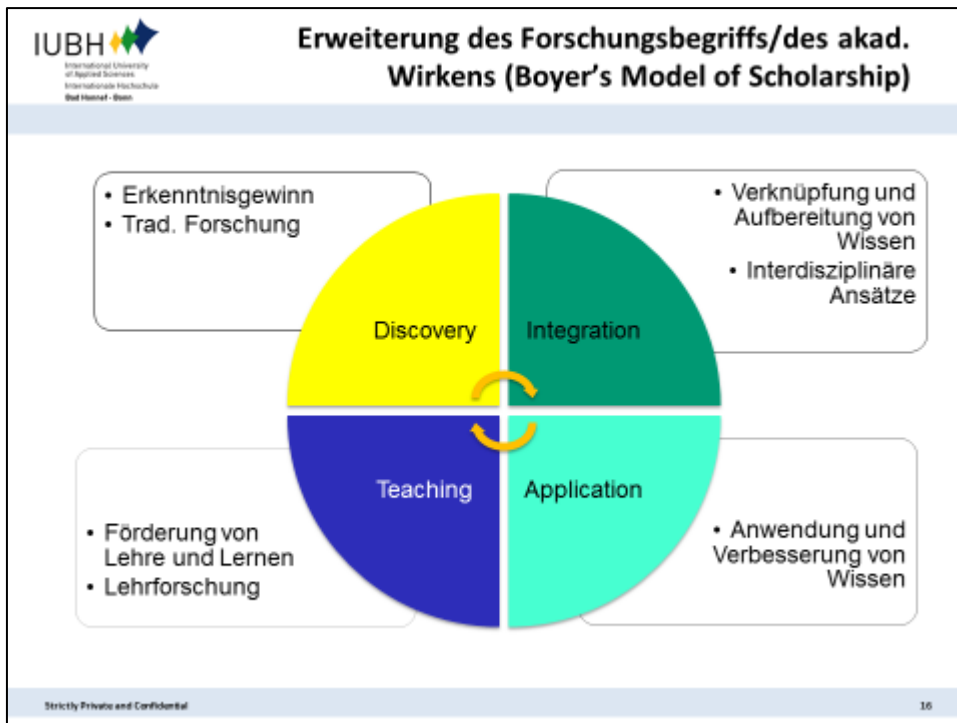 IUBH
International University
of Applied Sciences
Internationale Hochschule
Bad Honnef - Bonn
Erweiterung des Forschungsbegriffs/des akad.
Wirkens (Boyer's Model of Scholarship)
• Erkenntnisgewinn
• Trad. Forschung
• Verknüpfung und
Aufbereitung von
Wissen
• Interdisziplinäre
Ansätze
Discovery
Integration
Teaching
Application
• Förderung von
Lehre und Lernen
• Lehrforschung
• Anwendung und
Verbesserung von
Wissen
Strictly Private and Confidential
16